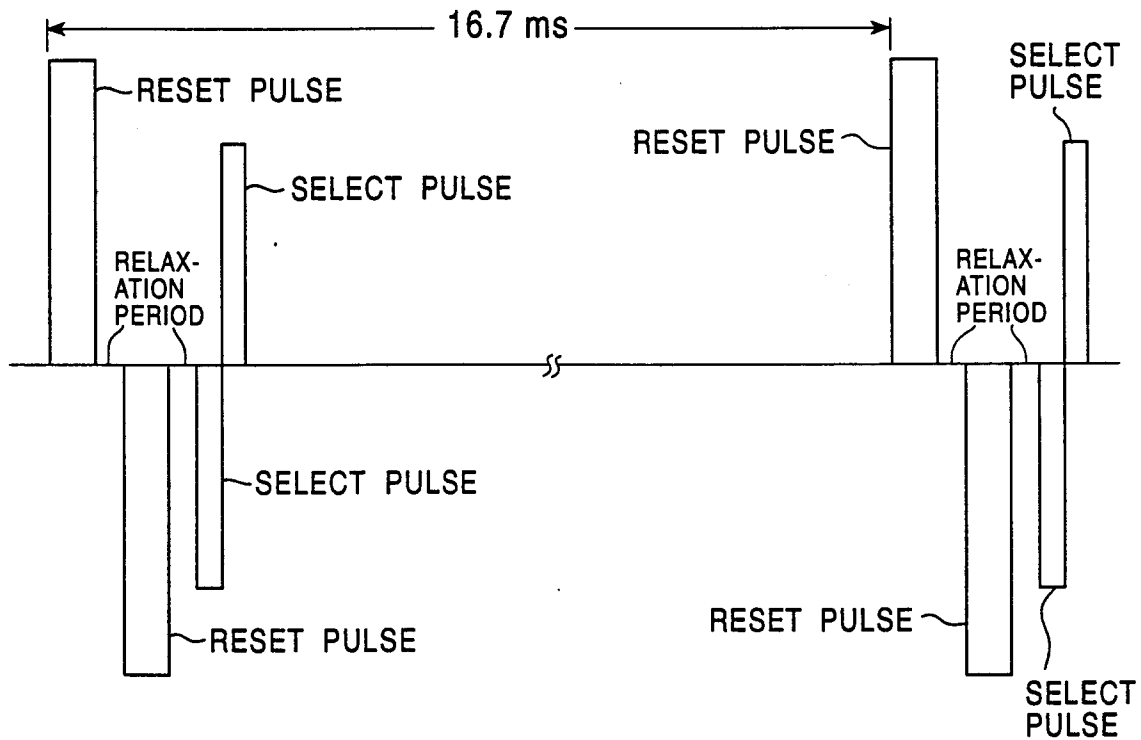 16.7 ms
RESET PULSE
SELECT
PULSE
RESET PULSE
SELECT PULSE
RELAX-
ATION
PERIOD
RELAX-
ATION
PERIOD
SELECT PULSE
RESET PULSE
RESET PULSE
SELECT
PULSE